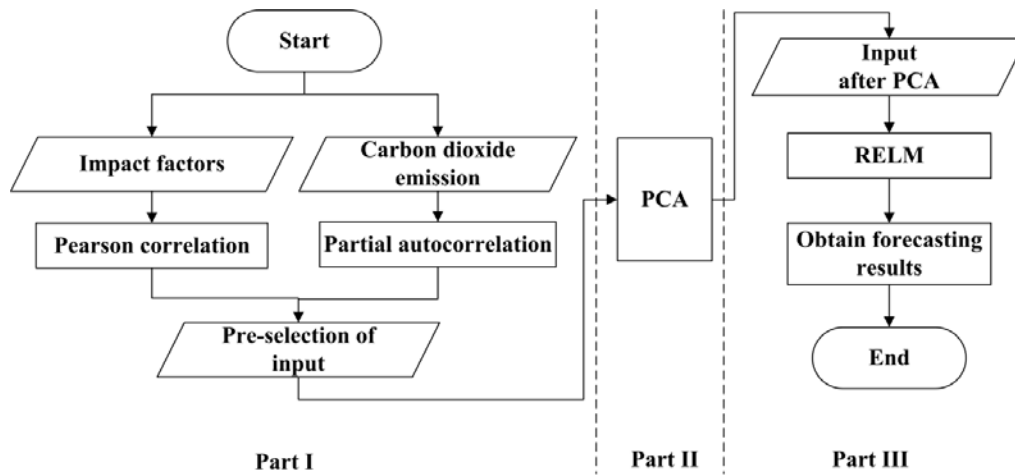 Start
Impact factors
Carbon dioxide
emission
Pearson correlation
Partial autocorrelation
Pre-selection of
input
Part I
PCA
Part II
Input
after PCA
RELM
Obtain forecasting
results
End
Part III